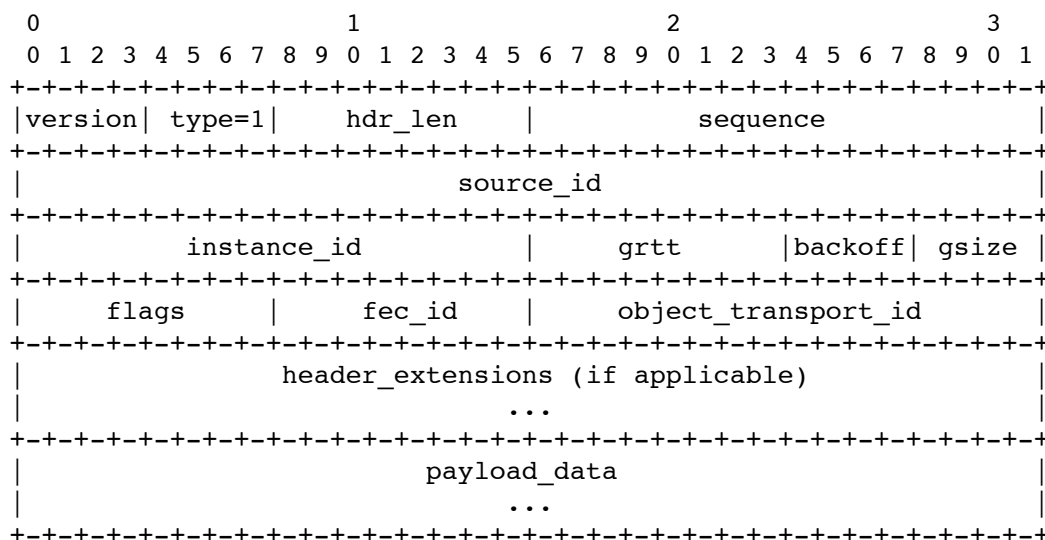 0                   1                   2                   3
 0 1 2 3 4 5 6 7 8 9 0 1 2 3 4 5 6 7 8 9 0 1 2 3 4 5 6 7 8 9 0 1
+-+-+-+-+-+-+-+-+-+-+-+-+-+-+-+-+-+-+-+-+-+-+-+-+-+-+-+-+-+-+-+-+
|version| type=1|    hdr_len    |          sequence             |
+-+-+-+-+-+-+-+-+-+-+-+-+-+-+-+-+-+-+-+-+-+-+-+-+-+-+-+-+-+-+-+-+
|                           source_id                           |
+-+-+-+-+-+-+-+-+-+-+-+-+-+-+-+-+-+-+-+-+-+-+-+-+-+-+-+-+-+-+-+-+
|          instance_id          |     grtt      |backoff| gsize |
+-+-+-+-+-+-+-+-+-+-+-+-+-+-+-+-+-+-+-+-+-+-+-+-+-+-+-+-+-+-+-+-+
|     flags     |     fec_id    |     object_transport_id       |
+-+-+-+-+-+-+-+-+-+-+-+-+-+-+-+-+-+-+-+-+-+-+-+-+-+-+-+-+-+-+-+-+
|                header_extensions (if applicable)              |
|                              ...                              |
+-+-+-+-+-+-+-+-+-+-+-+-+-+-+-+-+-+-+-+-+-+-+-+-+-+-+-+-+-+-+-+-+
|                         payload_data                          |
|                              ...                              |
+-+-+-+-+-+-+-+-+-+-+-+-+-+-+-+-+-+-+-+-+-+-+-+-+-+-+-+-+-+-+-+-+